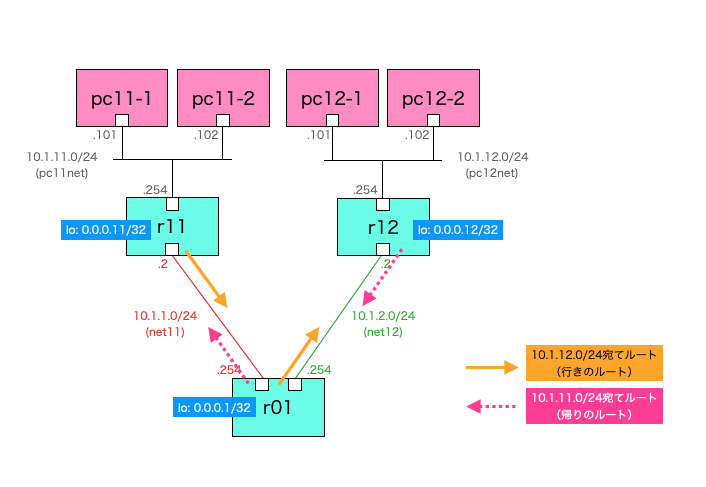 pc11-1
pc11-2
pc12-1
pc12-2
.101
.102
.101
.102
10.1.11.0/24
(pc11net)
10.1.12.0/24
(pc12net)
.254
.254
r11
lo: 0.0.0.11/32
r12
lo: 0.0.0.12/32
.2
.2
10.1.1.0/24
(net11)
10.1.2.0/24
(net12)
.254
.254
r01
lo: 0.0.0.1/32
10.1.12.0/24宛てルート
（行きのルート）
10.1.11.0/24宛てルート
（帰りのルート）